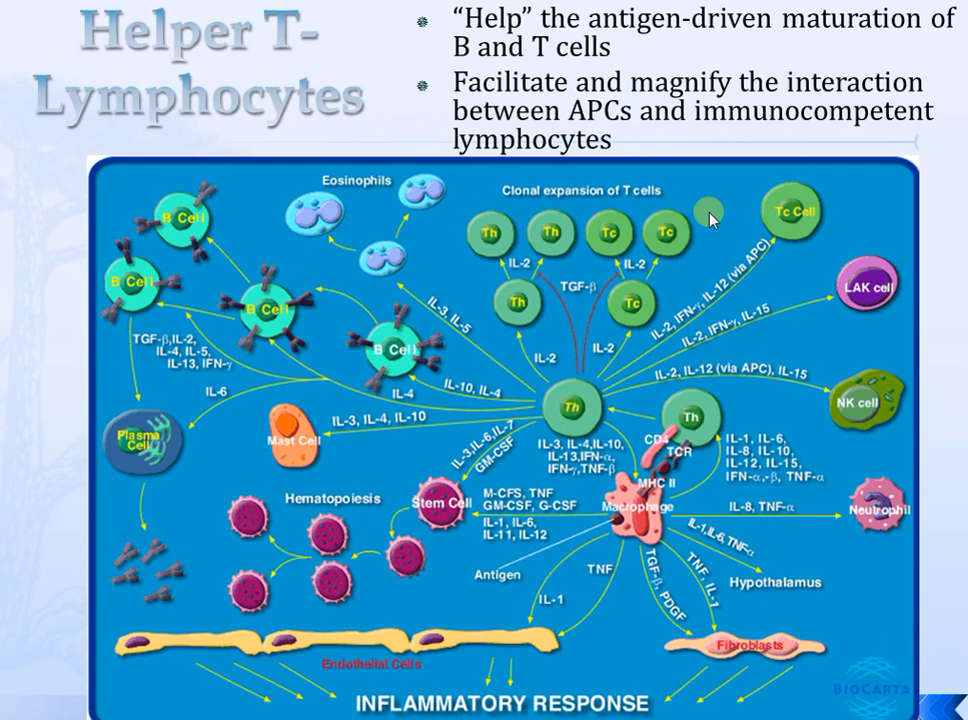 Helper T-
Lymphocytes
“Help” the antigen-driven maturation of
B and T cells
Facilitate and magnify the interaction
between APCs and immunocompetent
lymphocytes
Eosinophils
Clonal expansion of T cells
B Cell
Th
Th
Tc
Tc
Tc Cell
IL-2
IL-2
TGF-β
B Cell
LAK cell
B Cell
Th
Tc
IL-3, IL-5
IL-2, IFN-γ, IL-12 (via APC)
IL-2, IFN-γ, IL-15
TGF-β,IL-2,
IL-4, IL-5,
IL-13, IFN-γ
B Cell
IL-2
IL-2
IL-2, IL-12 (via APC), IL-15
IL-6
IL-4
IL-10, IL-4
Th
NK cell
IL-3, IL-4, IL-10
Th
Plasma
Cell
Mast Cell
IL-3,IL-6,IL-7
GM-CSF
IL-3, IL-4,IL-10,
IL-13,IFN-α,
IFN-γ,TNF-β
CD4
TCR
MHC II
IL-1, IL-6,
IL-8, IL-10,
IL-12, IL-15,
IFN-α,-β, TNF-α
Hematopoiesis
Stem Cell
M-CFS, TNF
GM-CSF, G-CSF
IL-1, IL-6,
IL-11, IL-12
Macrophage
IL-8, TNF-α
Neutrophil
IL-1,IL-6,TNF-α
Antigen
TNF
TGF-β, PDGF
TNF, IL-1
Hypothalamus
IL-1
Endothelial Cells
Fibroblasts
BIOCARTA
INFLAMMATORY RESPONSE